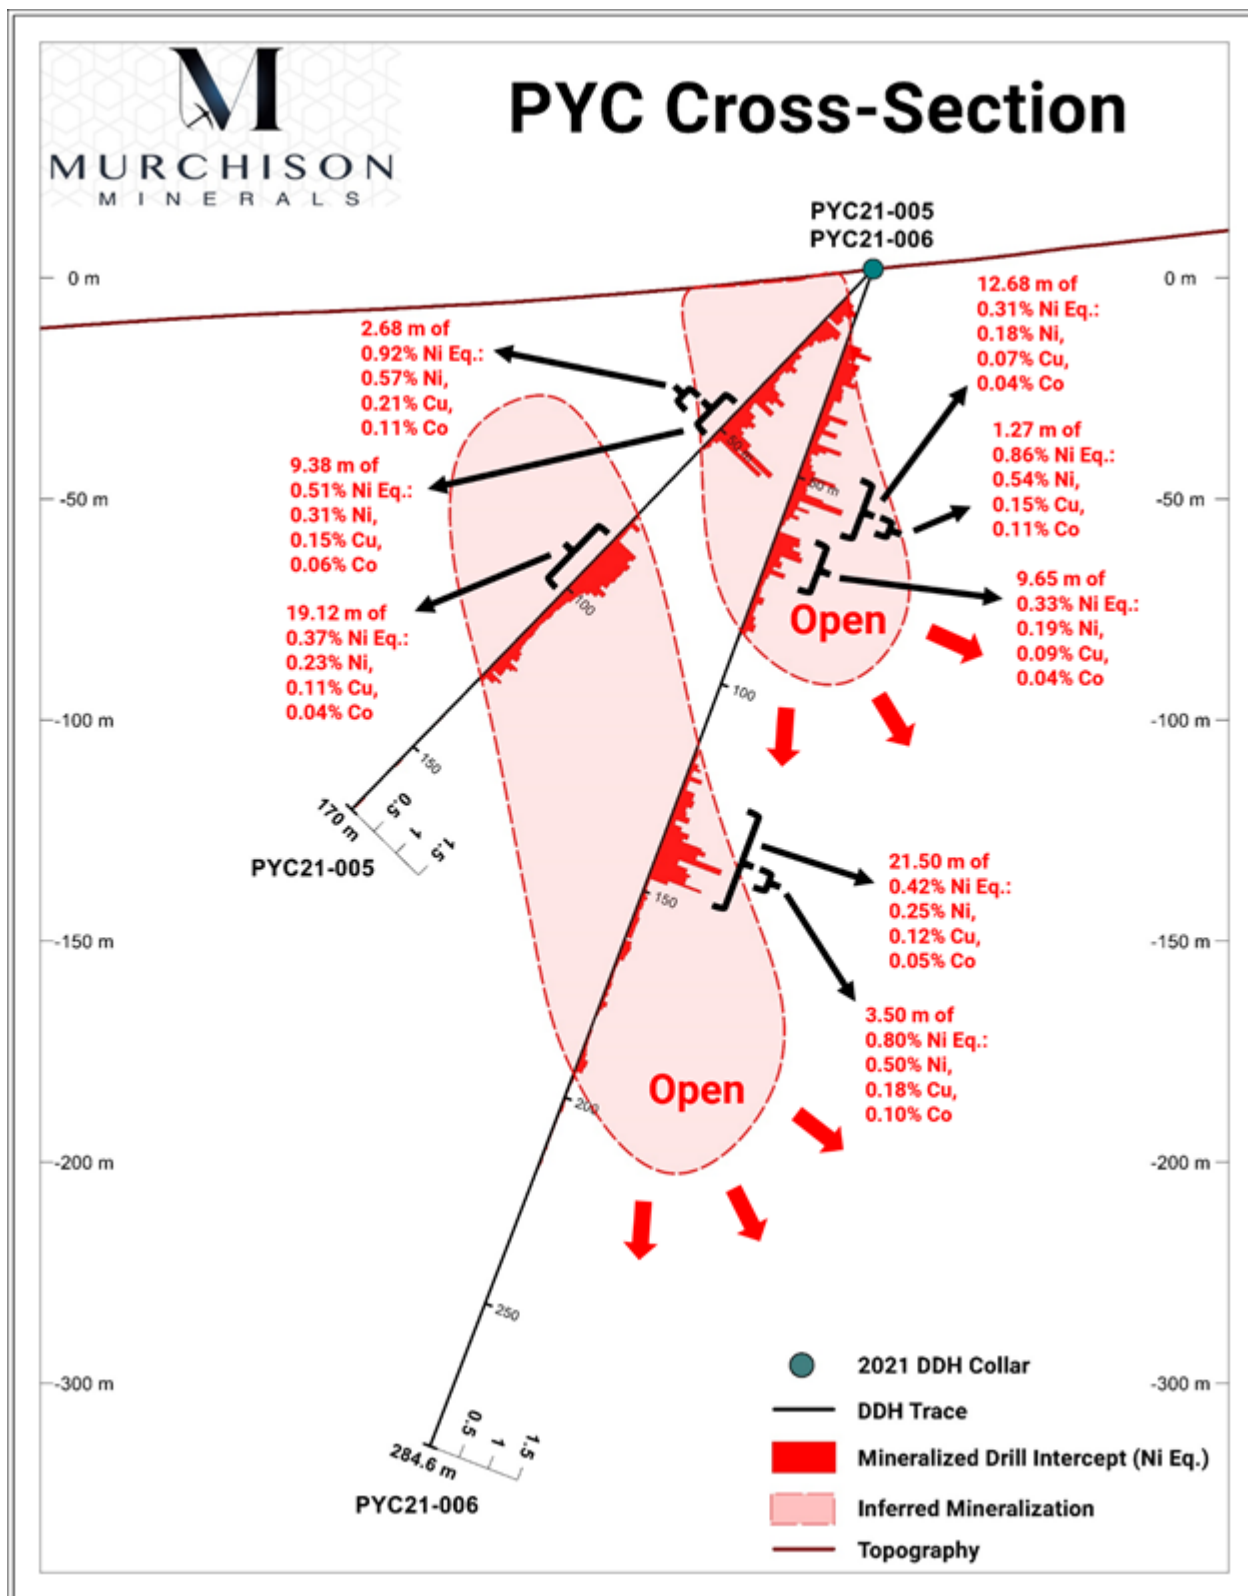 MURCHISON
MINERALS
PYC Cross-Section
PYC21-005
PYC21-006
0 m
0 m
-50 m
-50 m
-100 m
-100 m
-150 m
-150 m
-200 m
-200 m
-300 m
-300 m
2.68 m of
0.92% Ni Eq.:
0.57% Ni,
0.21% Cu,
0.11% Co
9.38 m of
0.51% Ni Eq.:
0.31% Ni,
0.15% Cu,
0.06% Co
19.12 m of
0.37% Ni Eq.:
0.23% Ni,
0.11% Cu,
0.04% Co
12.68 m of
0.31% Ni Eq.:
0.18% Ni,
0.07% Cu,
0.04% Co
1.27 m of
0.86% Ni Eq.:
0.54% Ni,
0.15% Cu,
0.11% Co
9.65 m of
0.33% Ni Eq.:
0.19% Ni,
0.09% Cu,
0.04% Co
50 m
100
150
170 m
0.5
1
1.5
PYC21-005
Open
100
150
21.50 m of
0.42% Ni Eq.:
0.25% Ni,
0.12% Cu,
0.05% Co
3.50 m of
0.80% Ni Eq.:
0.50% Ni,
0.18% Cu,
0.10% Co
Open
200
250
284.6 m
0.5
1
1.5
PYC21-006
2021 DDH Collar
DDH Trace
Mineralized Drill Intercept (Ni Eq.)
Inferred Mineralization
Topography